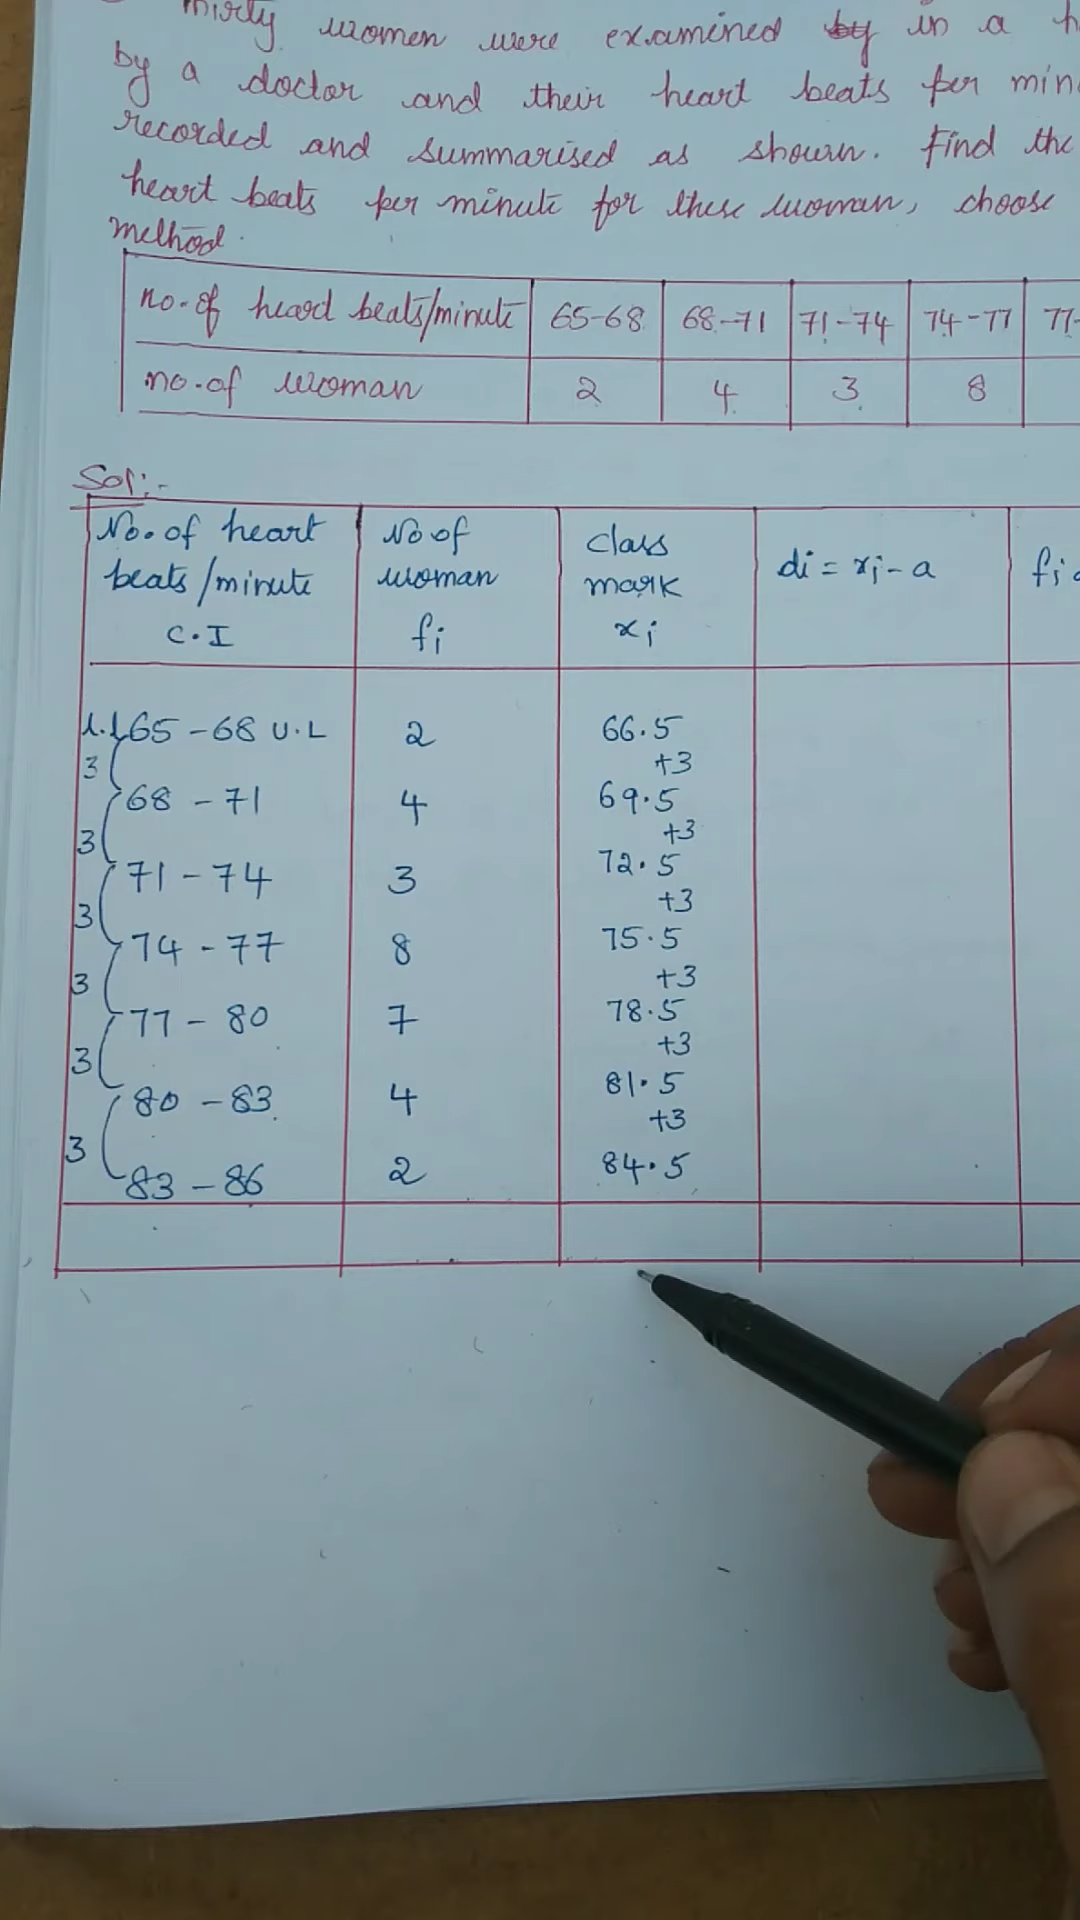 women were examined by in a
by a doctor and their heart beats per min
recorded and summarised as shown. Find the
heart beats per minute for these woman, choose
method.
no. of heard beats/minute 65-68 68-71 71-74 74-77 77-
no. of woman 2 4 3 8
Sol:-
No. of heart beats/minute C.I No of woman fi class mark xi di = xi - a fi
L.L 65 - 68 U.L 2 66.5
3 +3
68 - 71 4 69.5
3 +3
71 - 74 3 72.5
3 +3
74 - 77 8 75.5
3 +3
77 - 80 7 78.5
3 +3
80 - 83 4 81.5
3 +3
83 - 86 2 84.5